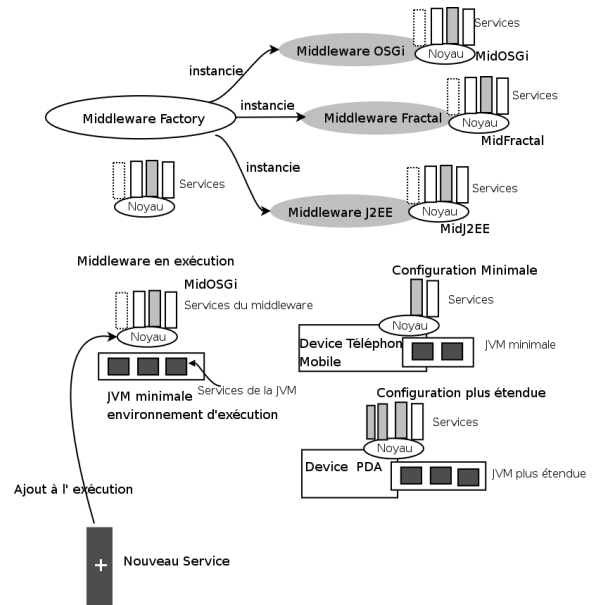 Services
Middleware OSGi
Noyau
MidOSGi
instancie
instancie
Services
Middleware Factory
Middleware Fractal
Noyau
MidFractal
instancie
Services
Noyau
Services
Middleware J2EE
Noyau
MidJ2EE
Middleware en exécution
MidOSGi
Services du middleware
Noyau
Services de la JVM
JVM minimale
environnement d'exécution
Ajout à l' exécution
+
Nouveau Service
Configuration Minimale
Services
Noyau
Device Téléphon
Mobile
JVM minimale
Configuration plus étendue
Services
Noyau
Device PDA
JVM plus étendue